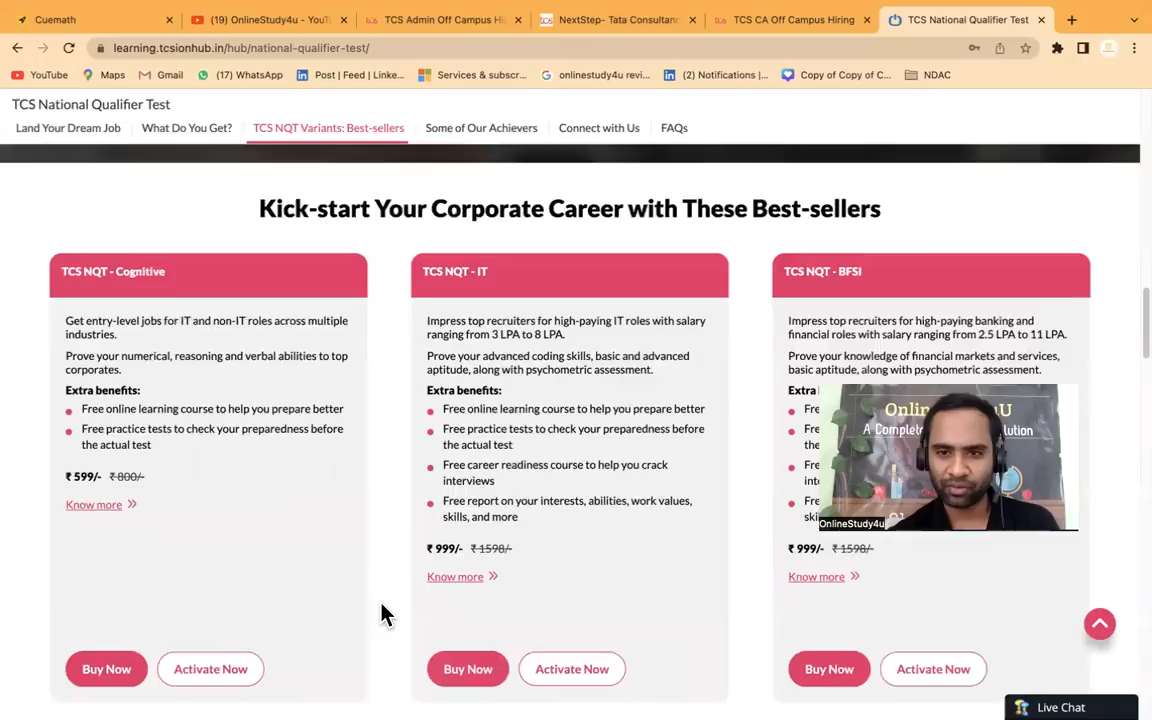 Cuemath
(19) OnlineStudy4u - YouT
TCS Admin Off Campus Hi
NextStep- Tata Consultanc
TCS CA Off Campus Hiring
TCS National Qualifier Test
learning.tcsionhub.in/hub/national-qualifier-test/
YouTube
Maps
Gmail
(17) WhatsApp
Post | Feed | Linke...
Services & subscr...
onlinestudy4u revi...
(2) Notifications |...
Copy of Copy of C...
NDAC
TCS National Qualifier Test
Land Your Dream Job
What Do You Get?
TCS NQT Variants: Best-sellers
Some of Our Achievers
Connect with Us
FAQs
Kick-start Your Corporate Career with These Best-sellers
TCS NQT - Cognitive
Get entry-level jobs for IT and non-IT roles across multiple
industries.
Prove your numerical, reasoning and verbal abilities to top
corporates.
Extra benefits:
Free online learning course to help you prepare better
Free practice tests to check your preparedness before
the actual test
₹ 599/- ₹ 800/-
Know more
Buy Now
Activate Now
TCS NQT - IT
Impress top recruiters for high-paying IT roles with salary
ranging from 3 LPA to 8 LPA.
Prove your advanced coding skills, basic and advanced
aptitude, along with psychometric assessment.
Extra benefits:
Free online learning course to help you prepare better
Free practice tests to check your preparedness before
the actual test
Free career readiness course to help you crack
interviews
Free report on your interests, abilities, work values,
skills, and more
₹ 999/- ₹ 1598/-
Know more
Buy Now
Activate Now
TCS NQT - BFSI
Impress top recruiters for high-paying banking and
financial roles with salary ranging from 2.5 LPA to 11 LPA.
Prove your knowledge of financial markets and services,
basic aptitude, along with psychometric assessment.
Extra
Fre
Fre
the
Fre
inte
Fre
skil
₹ 999/- ₹ 1598/-
Know more
Buy Now
Activate Now
A Comple
OnlineStudy4u
Live Chat